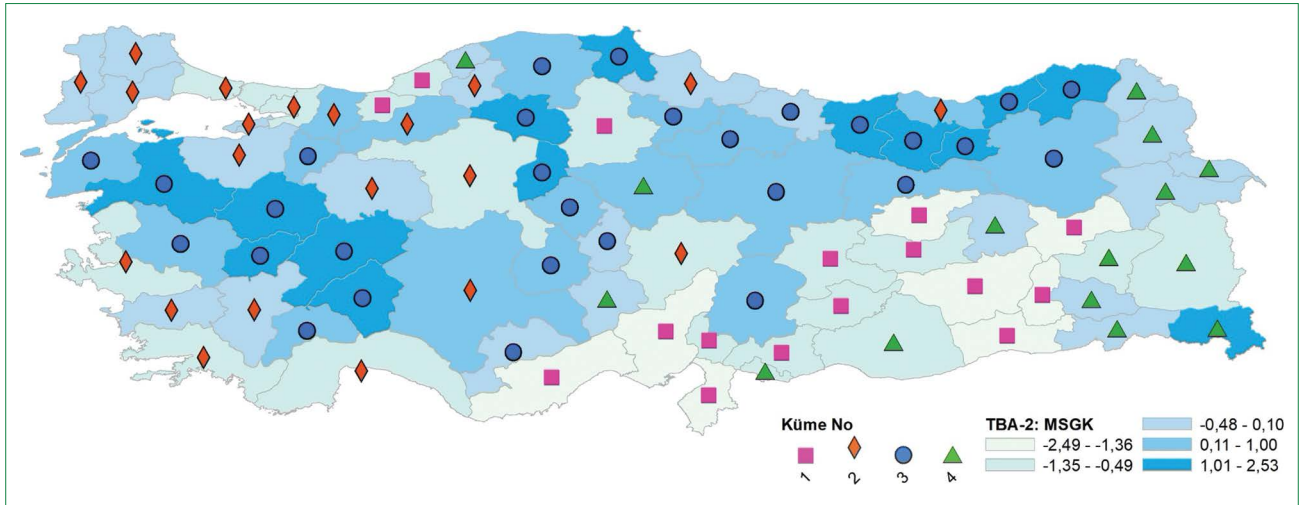 Küme No
1 2 3 4
TBA-2: MSGK
-2,49 - -1,36
-1,35 - -0,49
-0,48 - 0,10
0,11 - 1,00
1,01 - 2,53